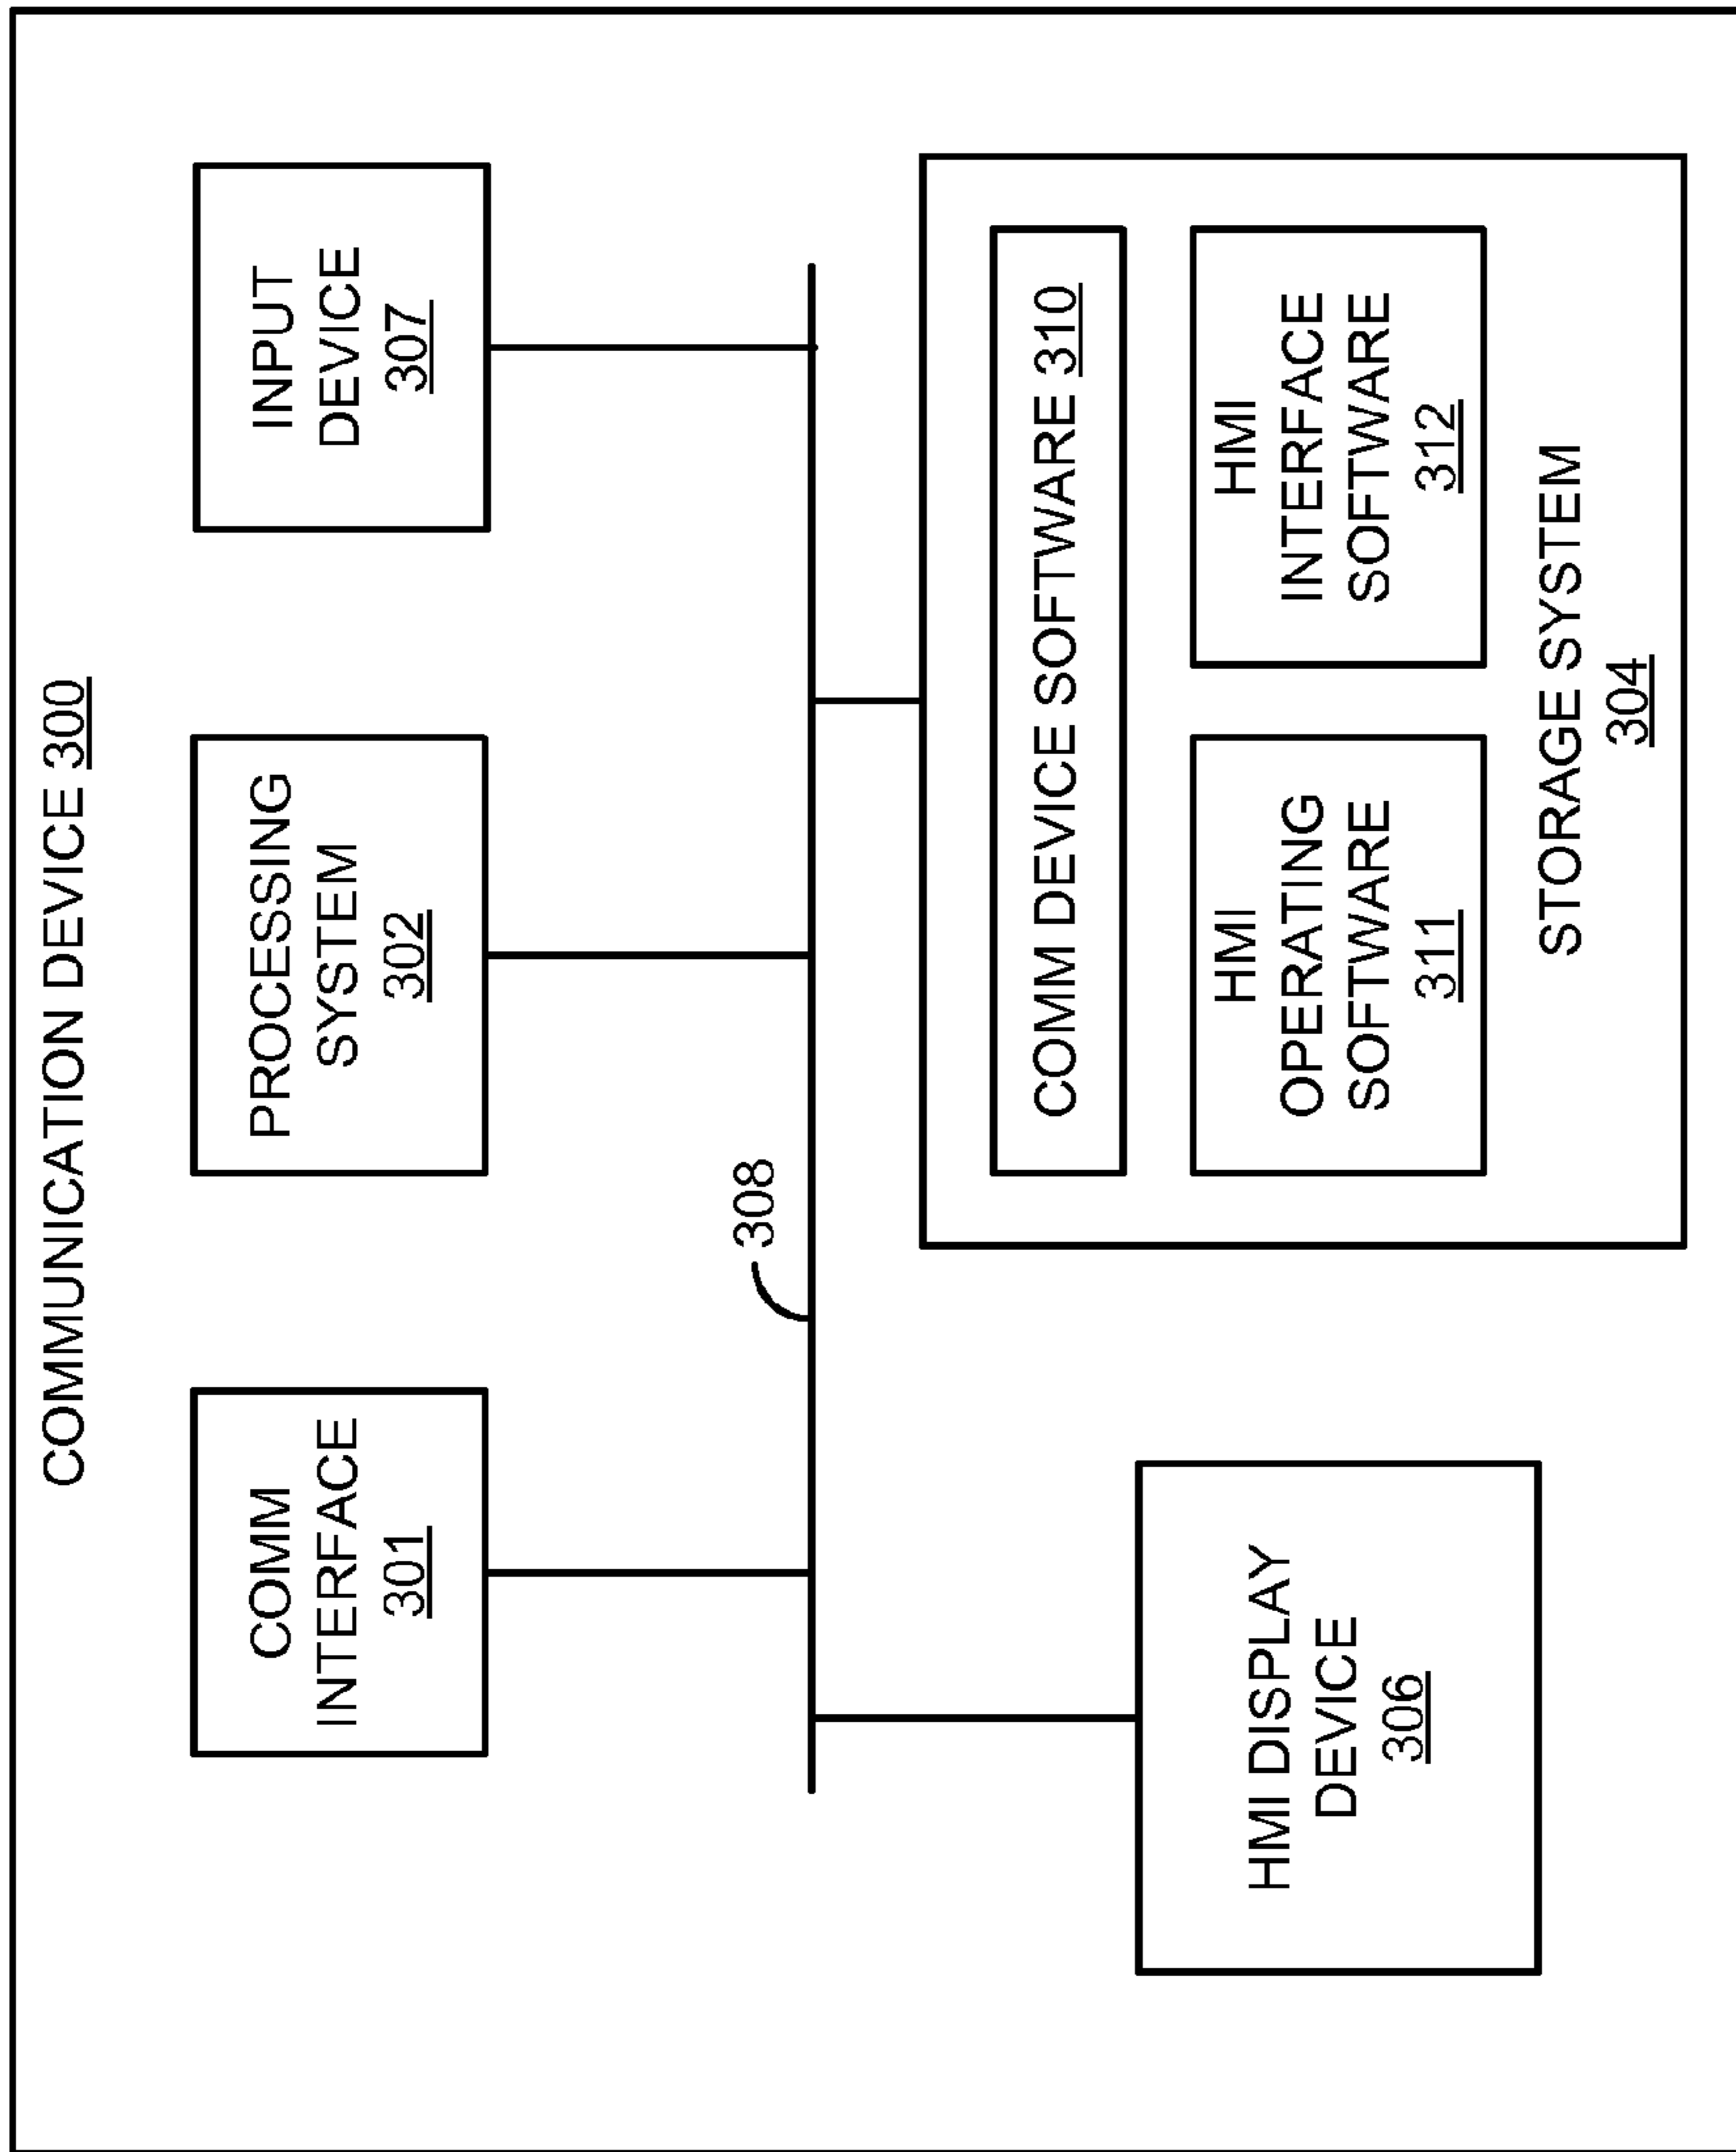 COMMUNICATION DEVICE 300
COMM
INTERFACE
301
PROCESSING
SYSTEM
302
INPUT
DEVICE
307
308
HMI DISPLAY
DEVICE
306
COMM DEVICE SOFTWARE 310
HMI
OPERATING
SOFTWARE
311
HMI
INTERFACE
SOFTWARE
312
STORAGE SYSTEM
304